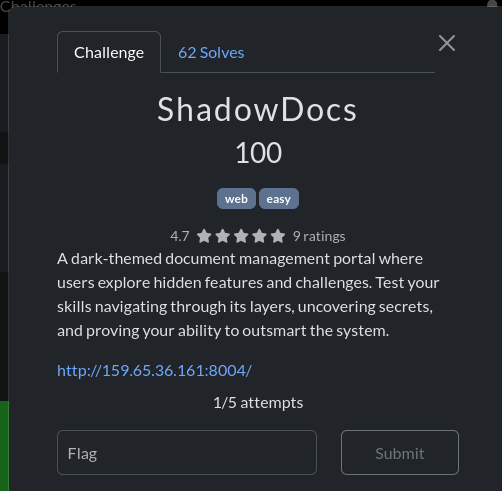 Challenges
Challenge
62 Solves
ShadowDocs
100
web easy
4.7 9 ratings
A dark-themed document management portal where
users explore hidden features and challenges. Test your
skills navigating through its layers, uncovering secrets,
and proving your ability to outsmart the system.
http://159.65.36.161:8004/
1/5 attempts
Flag
Submit